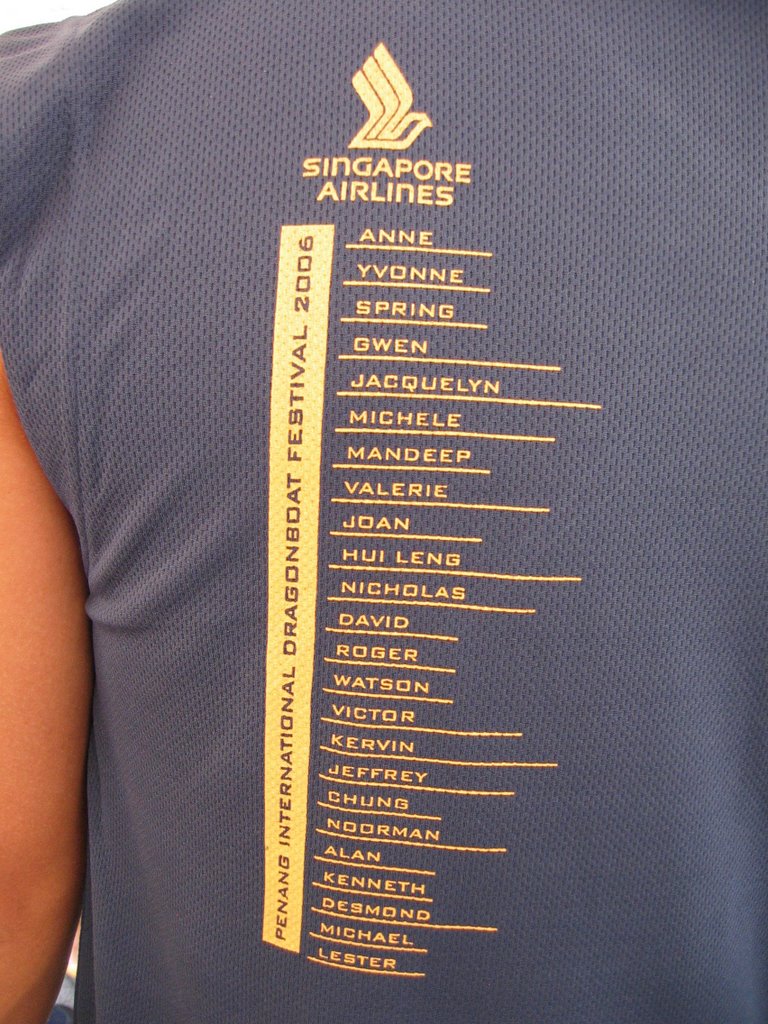 SINGAPORE
AIRLINES
PENANG INTERNATIONAL DRAGONBOAT FESTIVAL 2006
ANNE
YVONNE
SPRING
GWEN
JACQUELYN
MICHELE
MANDEEP
VALERIE
JOAN
HUI LENG
NICHOLAS
DAVID
ROGER
WATSON
VICTOR
KERVIN
JEFFREY
CHUNG
NOORMAN
ALAN
KENNETH
DESMOND
MICHAEL
LESTER